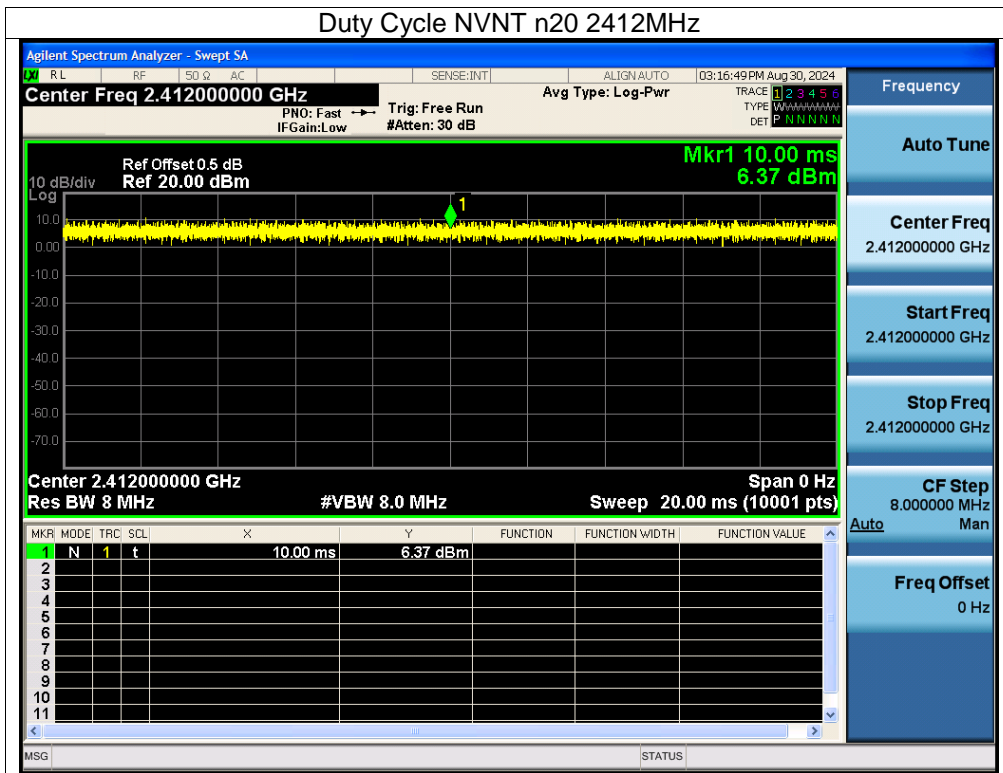 Duty Cycle NVNT n20 2412MHz
Agilent Spectrum Analyzer - Swept SA
LXI RL RF 50 Ω AC SENSE:INT ALIGN AUTO 03:16:49 PM Aug 30, 2024
Center Freq 2.412000000 GHz
PNO: Fast
IFGain:Low
Trig: Free Run
#Atten: 30 dB
Avg Type: Log-Pwr
TRACE 1 2 3 4 5 6
TYPE WWWWWW
DET P N N N N N
Frequency
Auto Tune
Center Freq
2.412000000 GHz
Start Freq
2.412000000 GHz
Stop Freq
2.412000000 GHz
CF Step
8.000000 MHz
Auto Man
Freq Offset
0 Hz
Mkr1 10.00 ms
6.37 dBm
Ref Offset 0.5 dB
10 dB/div Ref 20.00 dBm
Log
1
10.0
0.00
-10.0
-20.0
-30.0
-40.0
-50.0
-60.0
-70.0
Center 2.412000000 GHz Span 0 Hz
Res BW 8 MHz #VBW 8.0 MHz Sweep 20.00 ms (10001 pts)
MKR MODE TRC SCL X Y FUNCTION FUNCTION WIDTH FUNCTION VALUE
1 N 1 t 10.00 ms 6.37 dBm
2
3
4
5
6
7
8
9
10
11
MSG STATUS